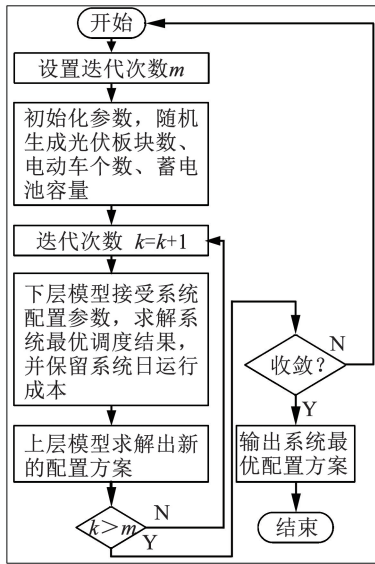 开始
设置迭代次数m
初始化参数，随机
生成光伏板块数、
电动车个数、蓄电
池容量
迭代次数 k=k+1
下层模型接受系统
配置参数，求解系
统最优调度结果，
并保留系统日运行
成本
上层模型求解出新
的配置方案
k>m
N
Y
收敛?
N
Y
输出系统最
优配置方案
结束